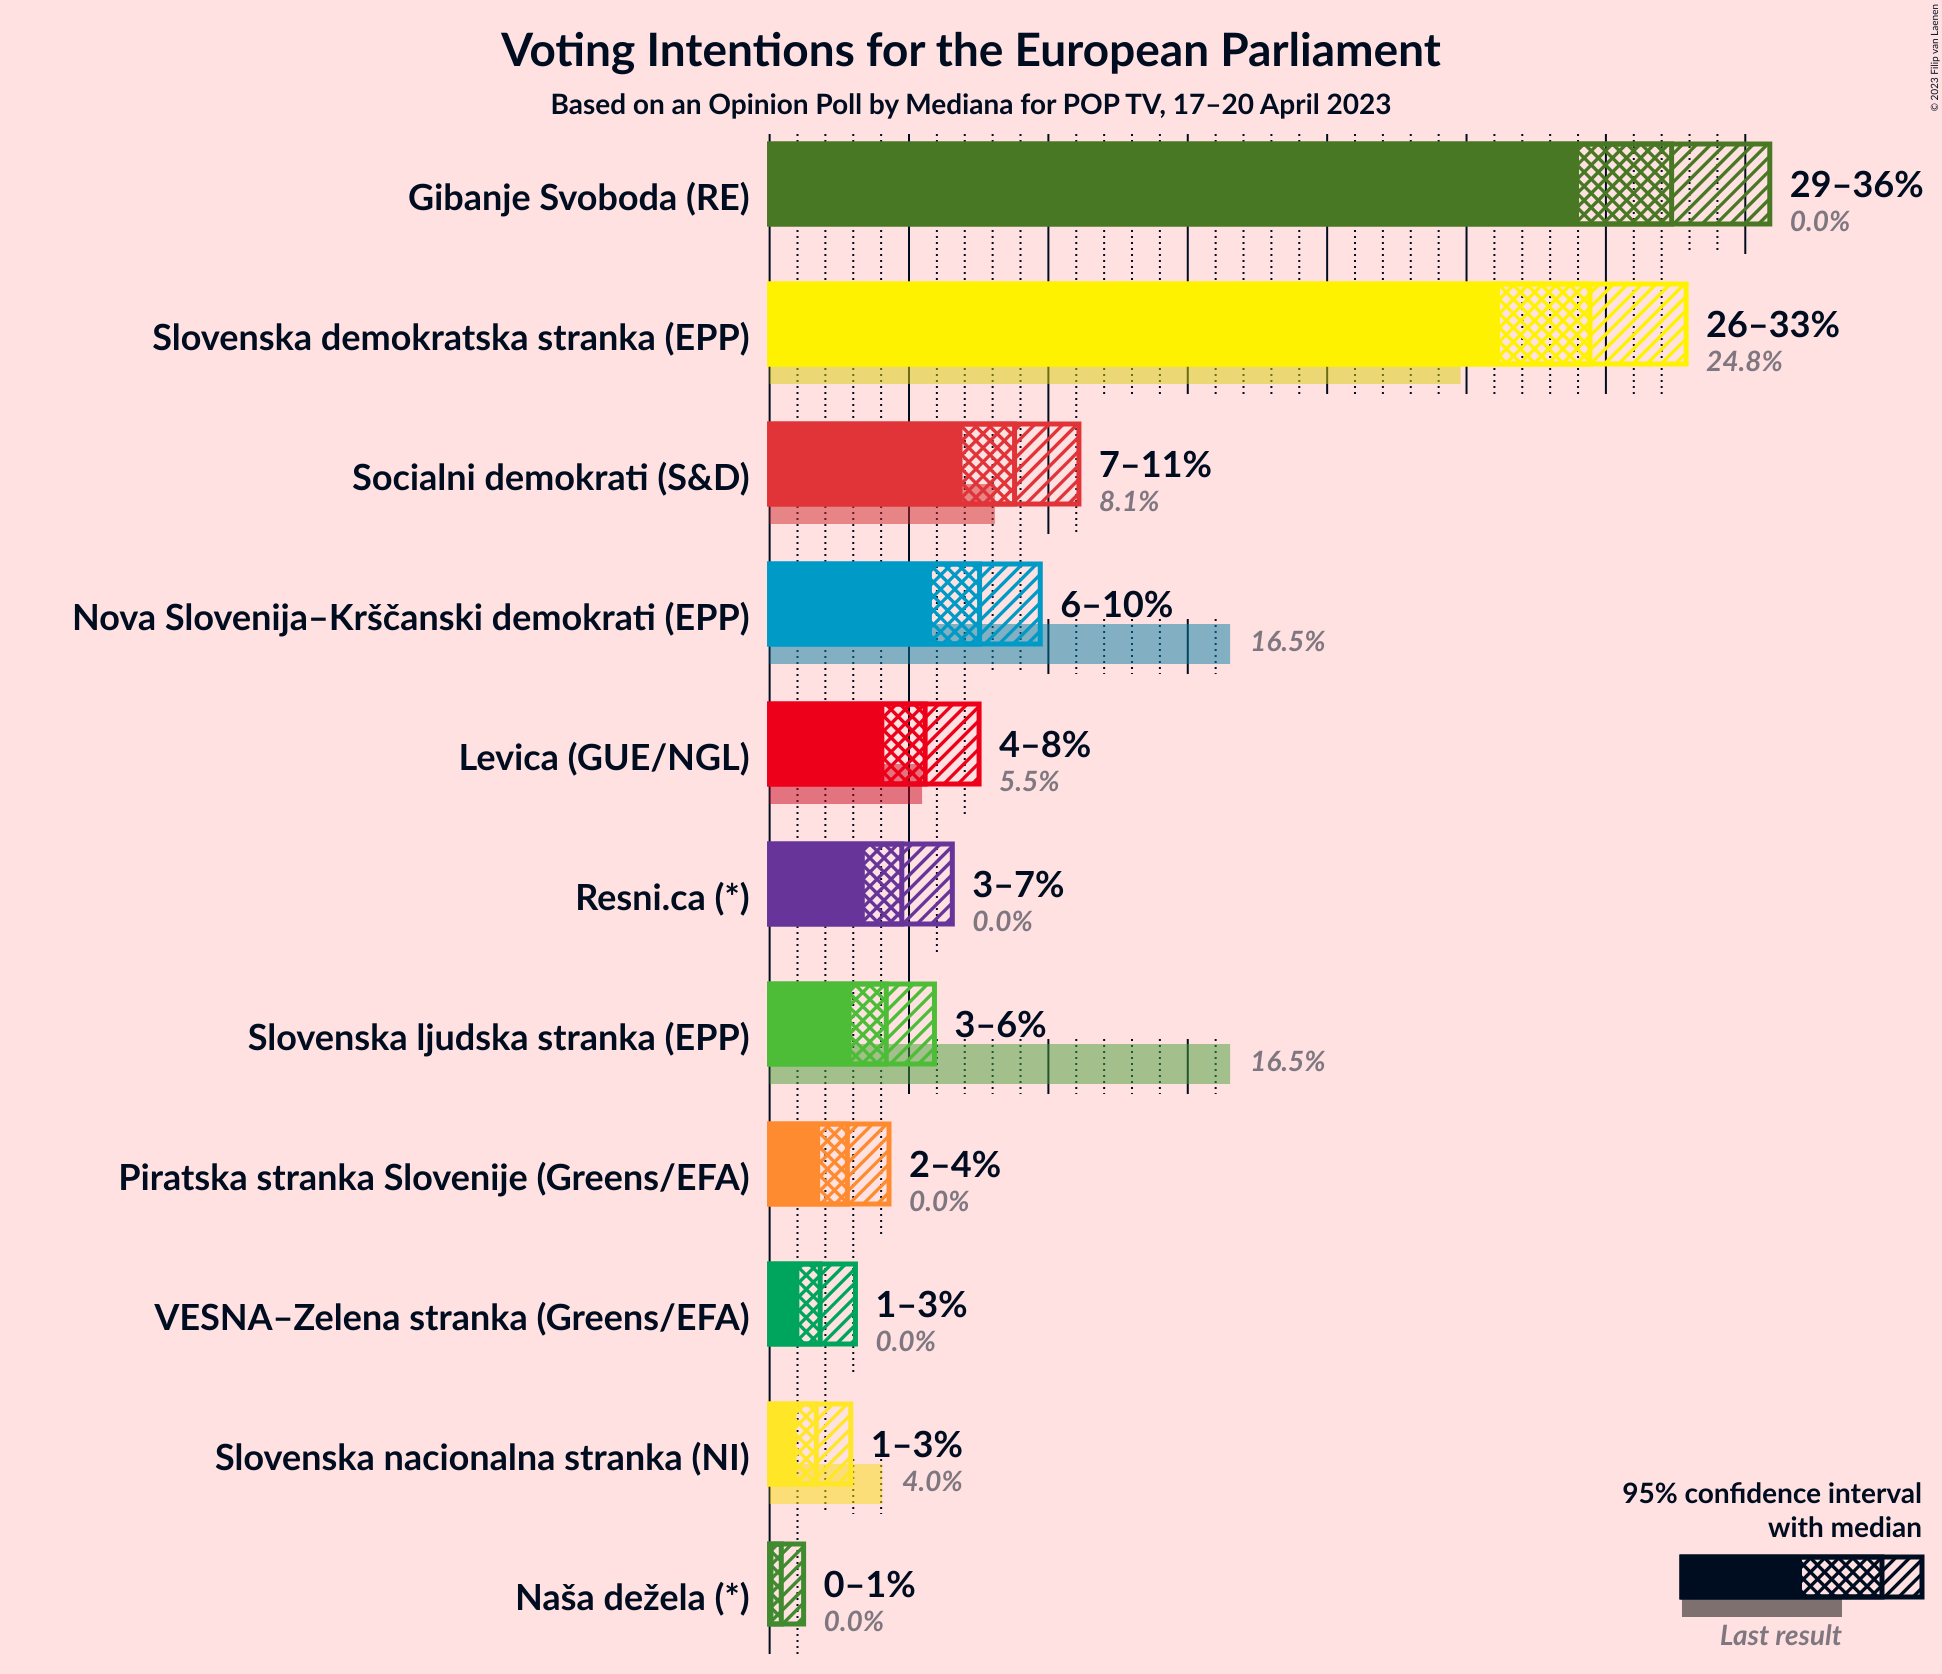 Voting Intentions for the European Parliament
Based on an Opinion Poll by Mediana for POP TV, 17–20 April 2023
© 2023 Filip van Laenen
Gibanje Svoboda (RE)
29–36%
0.0%
Slovenska demokratska stranka (EPP)
26–33%
24.8%
Socialni demokrati (S&D)
7–11%
8.1%
Nova Slovenija–Krščanski demokrati (EPP)
6–10%
16.5%
Levica (GUE/NGL)
4–8%
5.5%
Resni.ca (*)
3–7%
0.0%
Slovenska ljudska stranka (EPP)
3–6%
16.5%
Piratska stranka Slovenije (Greens/EFA)
2–4%
0.0%
VESNA–Zelena stranka (Greens/EFA)
1–3%
0.0%
Slovenska nacionalna stranka (NI)
1–3%
4.0%
Naša dežela (*)
0–1%
0.0%
95% confidence interval
with median
Last result